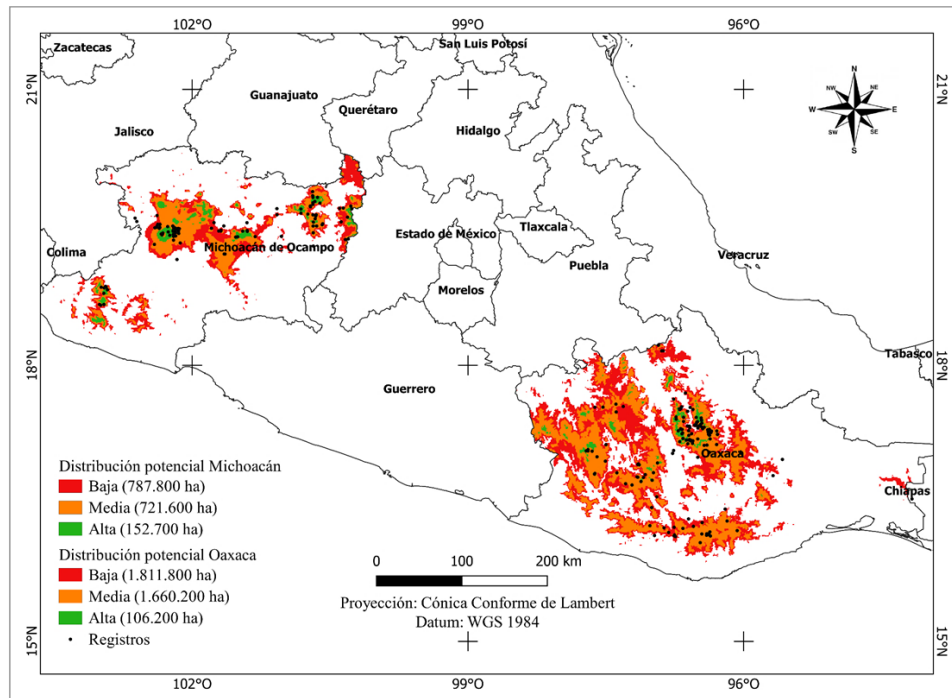 102°O
99°O
96°O
Zacatecas
San Luis Potosí
21°N
21°N
Guanajuato
Querétaro
Jalisco
Hidalgo
N
NW
NE
W
E
SW
SE
S
Estado de México
Tlaxcala
Michoacán de Ocampo
Colima
Puebla
Veracruz
Morelos
18°N
18°N
Tabasco
Guerrero
Oaxaca
Chiapas
Distribución potencial Michoacán
Baja (787.800 ha)
Media (721.600 ha)
Alta (152.700 ha)
Distribución potencial Oaxaca
Baja (1.811.800 ha)
Media (1.660.200 ha)
Alta (106.200 ha)
Registros
0 100 200 km
Proyección: Cónica Conforme de Lambert
Datum: WGS 1984
15°N
15°N
102°O
99°O
96°O